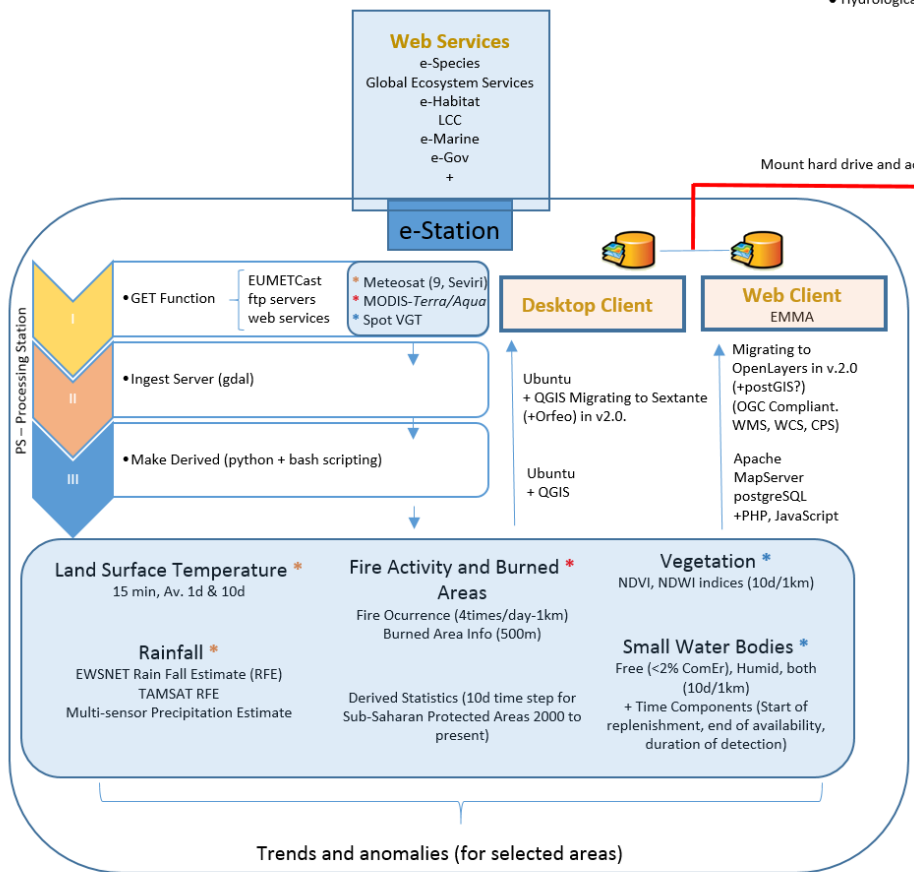 ● Hydrological
Web Services
e-Species
Global Ecosystem Services
e-Habitat
LCC
e-Marine
e-Gov
+
Mount hard drive and ac
e-Station
PS – Processing Station
I
•GET Function
EUMETCast
ftp servers
web services
* Meteosat (9, Seviri)
* MODIS-Terra/Aqua
* Spot VGT
Desktop Client
Web Client
EMMA
II
•Ingest Server (gdal)
III
•Make Derived (python + bash scripting)
Ubuntu
+ QGIS Migrating to Sextante
(+Orfeo) in v2.0.
Ubuntu
+ QGIS
Migrating to
OpenLayers in v.2.0
(+postGIS?)
(OGC Compliant.
WMS, WCS, CPS)
Apache
MapServer
postgreSQL
+PHP, JavaScript
Land Surface Temperature *
15 min, Av. 1d & 10d
Rainfall *
EWSNET Rain Fall Estimate (RFE)
TAMSAT RFE
Multi-sensor Precipitation Estimate
Fire Activity and Burned *
Areas
Fire Ocurrence (4times/day-1km)
Burned Area Info (500m)
Derived Statistics (10d time step for
Sub-Saharan Protected Areas 2000 to
present)
Vegetation *
NDVI, NDWI indices (10d/1km)
Small Water Bodies *
Free (<2% ComEr), Humid, both
(10d/1km)
+ Time Components (Start of
replenishment, end of availability,
duration of detection)
Trends and anomalies (for selected areas)